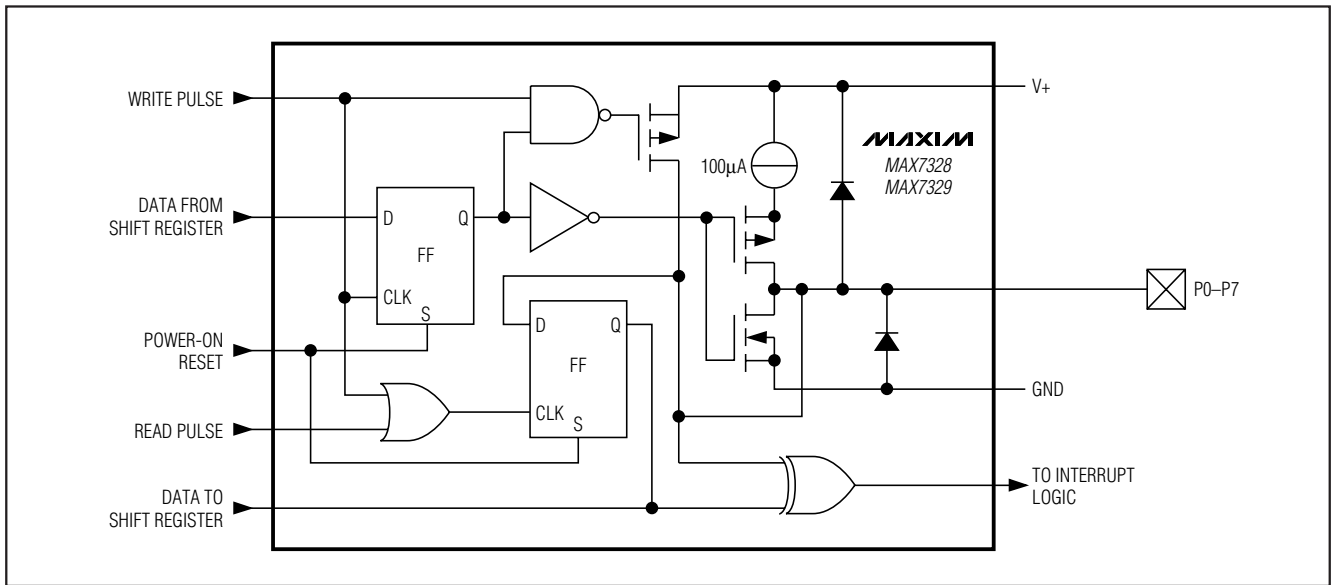 WRITE PULSE
V+
MAXIM
MAX7328
MAX7329
100µA
DATA FROM
SHIFT REGISTER
D
Q
FF
CLK
S
P0–P7
POWER-ON
RESET
D
Q
FF
CLK
S
GND
READ PULSE
DATA TO
SHIFT REGISTER
TO INTERRUPT
LOGIC